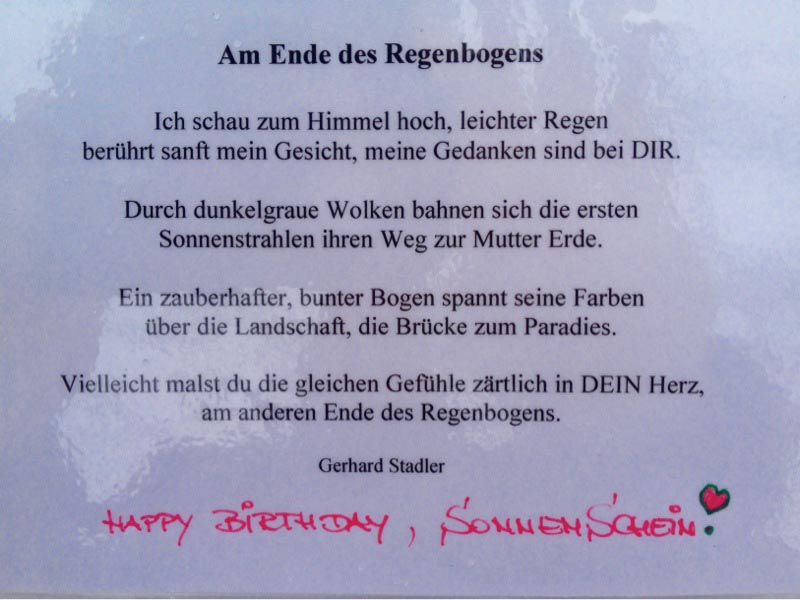 Am Ende des Regenbogens
Ich schau zum Himmel hoch, leichter Regen
berührt sanft mein Gesicht, meine Gedanken sind bei DIR.
Durch dunkelgraue Wolken bahnen sich die ersten
Sonnenstrahlen ihren Weg zur Mutter Erde.
Ein zauberhafter, bunter Bogen spannt seine Farben
über die Landschaft, die Brücke zum Paradies.
Vielleicht malst du die gleichen Gefühle zärtlich in DEIN Herz,
am anderen Ende des Regenbogens.
Gerhard Stadler
HAPPY BIRTHDAY, SONNENSCHEIN!